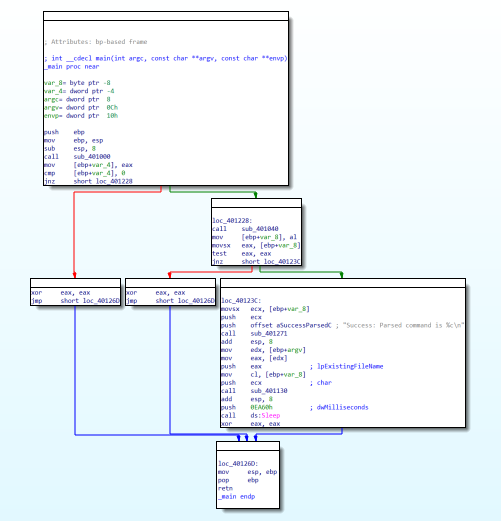 ; Attributes: bp-based frame
; int __cdecl main(int argc, const char **argv, const char **envp)
_main proc near
var_8= byte ptr -8
var_4= dword ptr -4
argc= dword ptr  8
argv= dword ptr  0Ch
envp= dword ptr  10h
push    ebp
mov     ebp, esp
sub     esp, 8
call    sub_401000
mov     [ebp+var_4], eax
cmp     [ebp+var_4], 0
jnz     short loc_401228
loc_401228:
call    sub_401040
mov     [ebp+var_8], al
movsx   eax, [ebp+var_8]
test    eax, eax
jnz     short loc_40123C
xor     eax, eax
jmp     short loc_40126D
xor     eax, eax
jmp     short loc_40126D
loc_40123C:
movsx   ecx, [ebp+var_8]
push    ecx
push    offset aSuccessParsedC ; "Success: Parsed command is %c\n"
call    sub_401271
add     esp, 8
mov     edx, [ebp+argv]
mov     eax, [edx]
push    eax             ; lpExistingFileName
mov     cl, [ebp+var_8]
push    ecx             ; char
call    sub_401130
add     esp, 8
push    0EA60h          ; dwMilliseconds
call    ds:Sleep
xor     eax, eax
loc_40126D:
mov     esp, ebp
pop     ebp
retn
_main endp